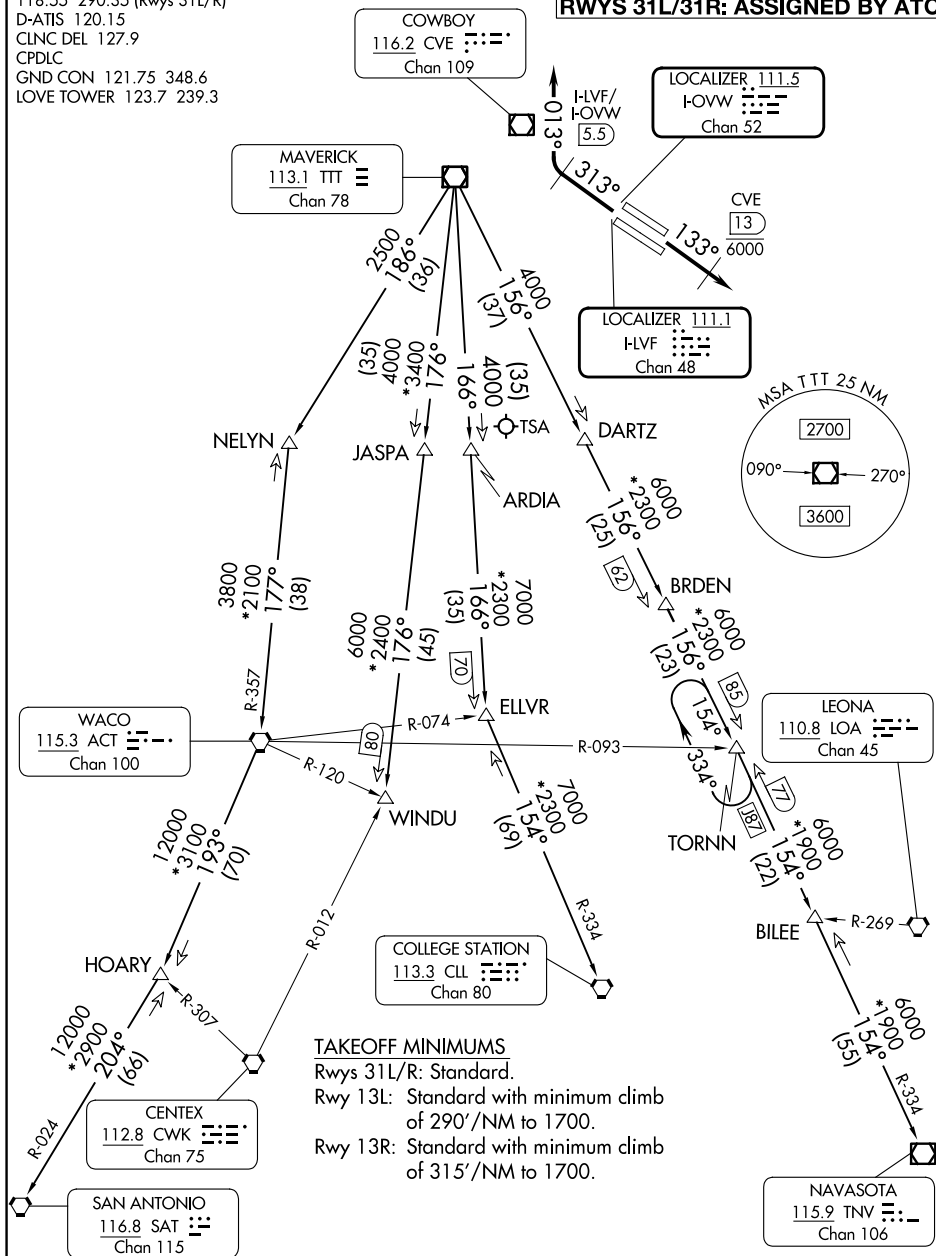 118.55 290.35 (Rwys 31L/R)
D-ATIS 120.15
CLNC DEL 127.9
CPDLC
GND CON 121.75 348.6
LOVE TOWER 123.7 239.3
RWYS 31L/31R: ASSIGNED BY ATC
COWBOY
116.2 CVE
Chan 109
I-LVF/
I-OVW
5.5
013°
313°
LOCALIZER 111.5
I-OVW
Chan 52
CVE
13
6000
133°
LOCALIZER 111.1
I-LVF
Chan 48
MAVERICK
113.1 TTT
Chan 78
2500
186°
(36)
4000
*3400
176°
(35)
4000
166°
(35)
4000
156°
(37)
MSA TTT 25 NM
2700
090°
270°
3600
NELYN
JASPA
TSA
ARDIA
DARTZ
3800
*2100
177°
(38)
R-357
6000
*2400
176°
(45)
80
7000
*2300
166°
(35)
70
6000
*2300
156°
(25)
62
BRDEN
6000
*2300
156°
(23)
85
154°
334°
WACO
115.3 ACT
Chan 100
R-074
ELLVR
R-093
R-120
WINDU
TORNN
J87
77
LEONA
110.8 LOA
Chan 45
12000
*3100
193°
(70)
7000
*2300
154°
(69)
R-334
6000
*1900
154°
(22)
BILEE
R-269
HOARY
R-307
R-012
COLLEGE STATION
113.3 CLL
Chan 80
12000
*2900
204°
(66)
R-024
6000
*1900
154°
(55)
R-334
CENTEX
112.8 CWK
Chan 75
SAN ANTONIO
116.8 SAT
Chan 115
TAKEOFF MINIMUMS
Rwys 31L/R: Standard.
Rwy 13L: Standard with minimum climb
of 290'/NM to 1700.
Rwy 13R: Standard with minimum climb
of 315'/NM to 1700.
NAVASOTA
115.9 TNV
Chan 106